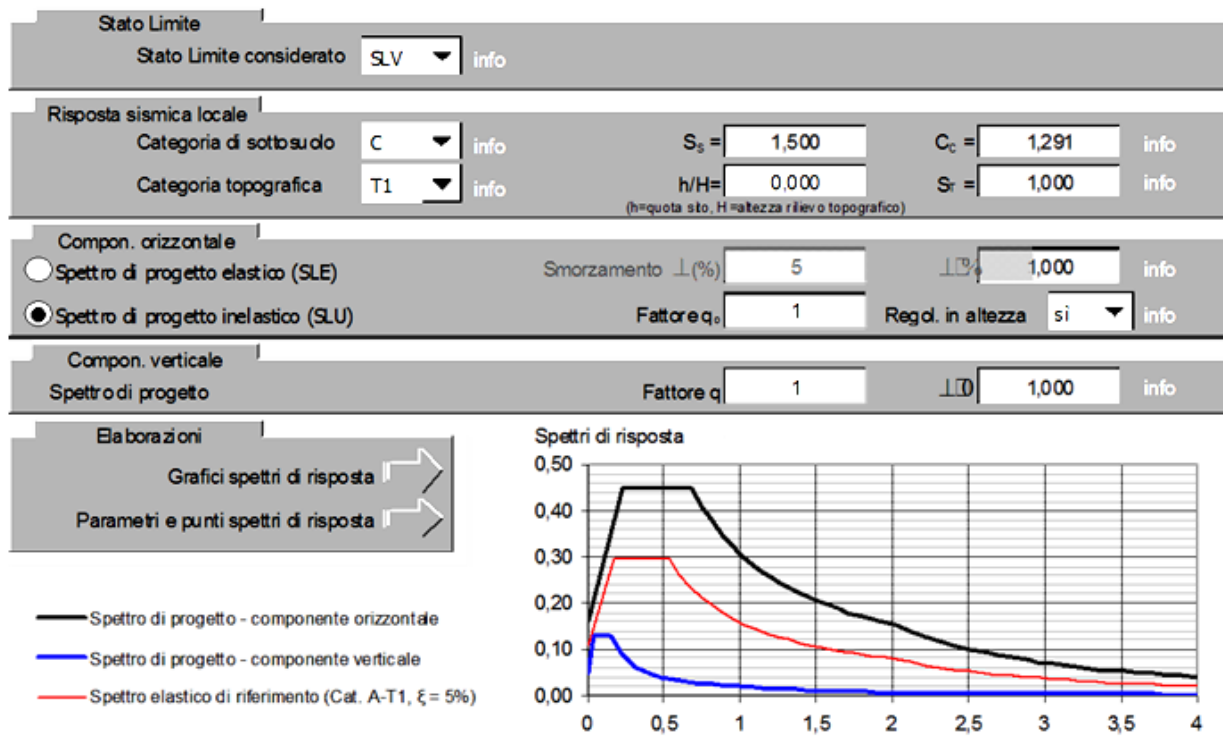 Stato Limite
Stato Limite considerato SLV info
Risposta sismica locale
Categoria di sottosuolo C info Ss = 1,500 Cc = 1,291 info
Categoria topografica T1 info h/H= 0,000 ST = 1,000 info
(h=quota sito, H =altezza rilievo topografico)
Compon. orizzontale
Spettro di progetto elastico (SLE) Smorzamento ⊥(%) 5 1,000 info
Spettro di progetto inelastico (SLU) Fattore qo 1 Regol. in altezza sì info
Compon. verticale
Spettro di progetto Fattore q 1 1,000 info
Elaborazioni
Grafici spettri di risposta
Parametri e punti spettri di risposta
Spettri di risposta
0,50
0,40
0,30
0,20
0,10
0,00
0 0,5 1 1,5 2 2,5 3 3,5 4
Spettro di progetto - componente orizzontale
Spettro di progetto - componente verticale
Spettro elastico di riferimento (Cat. A-T1, ξ = 5%)